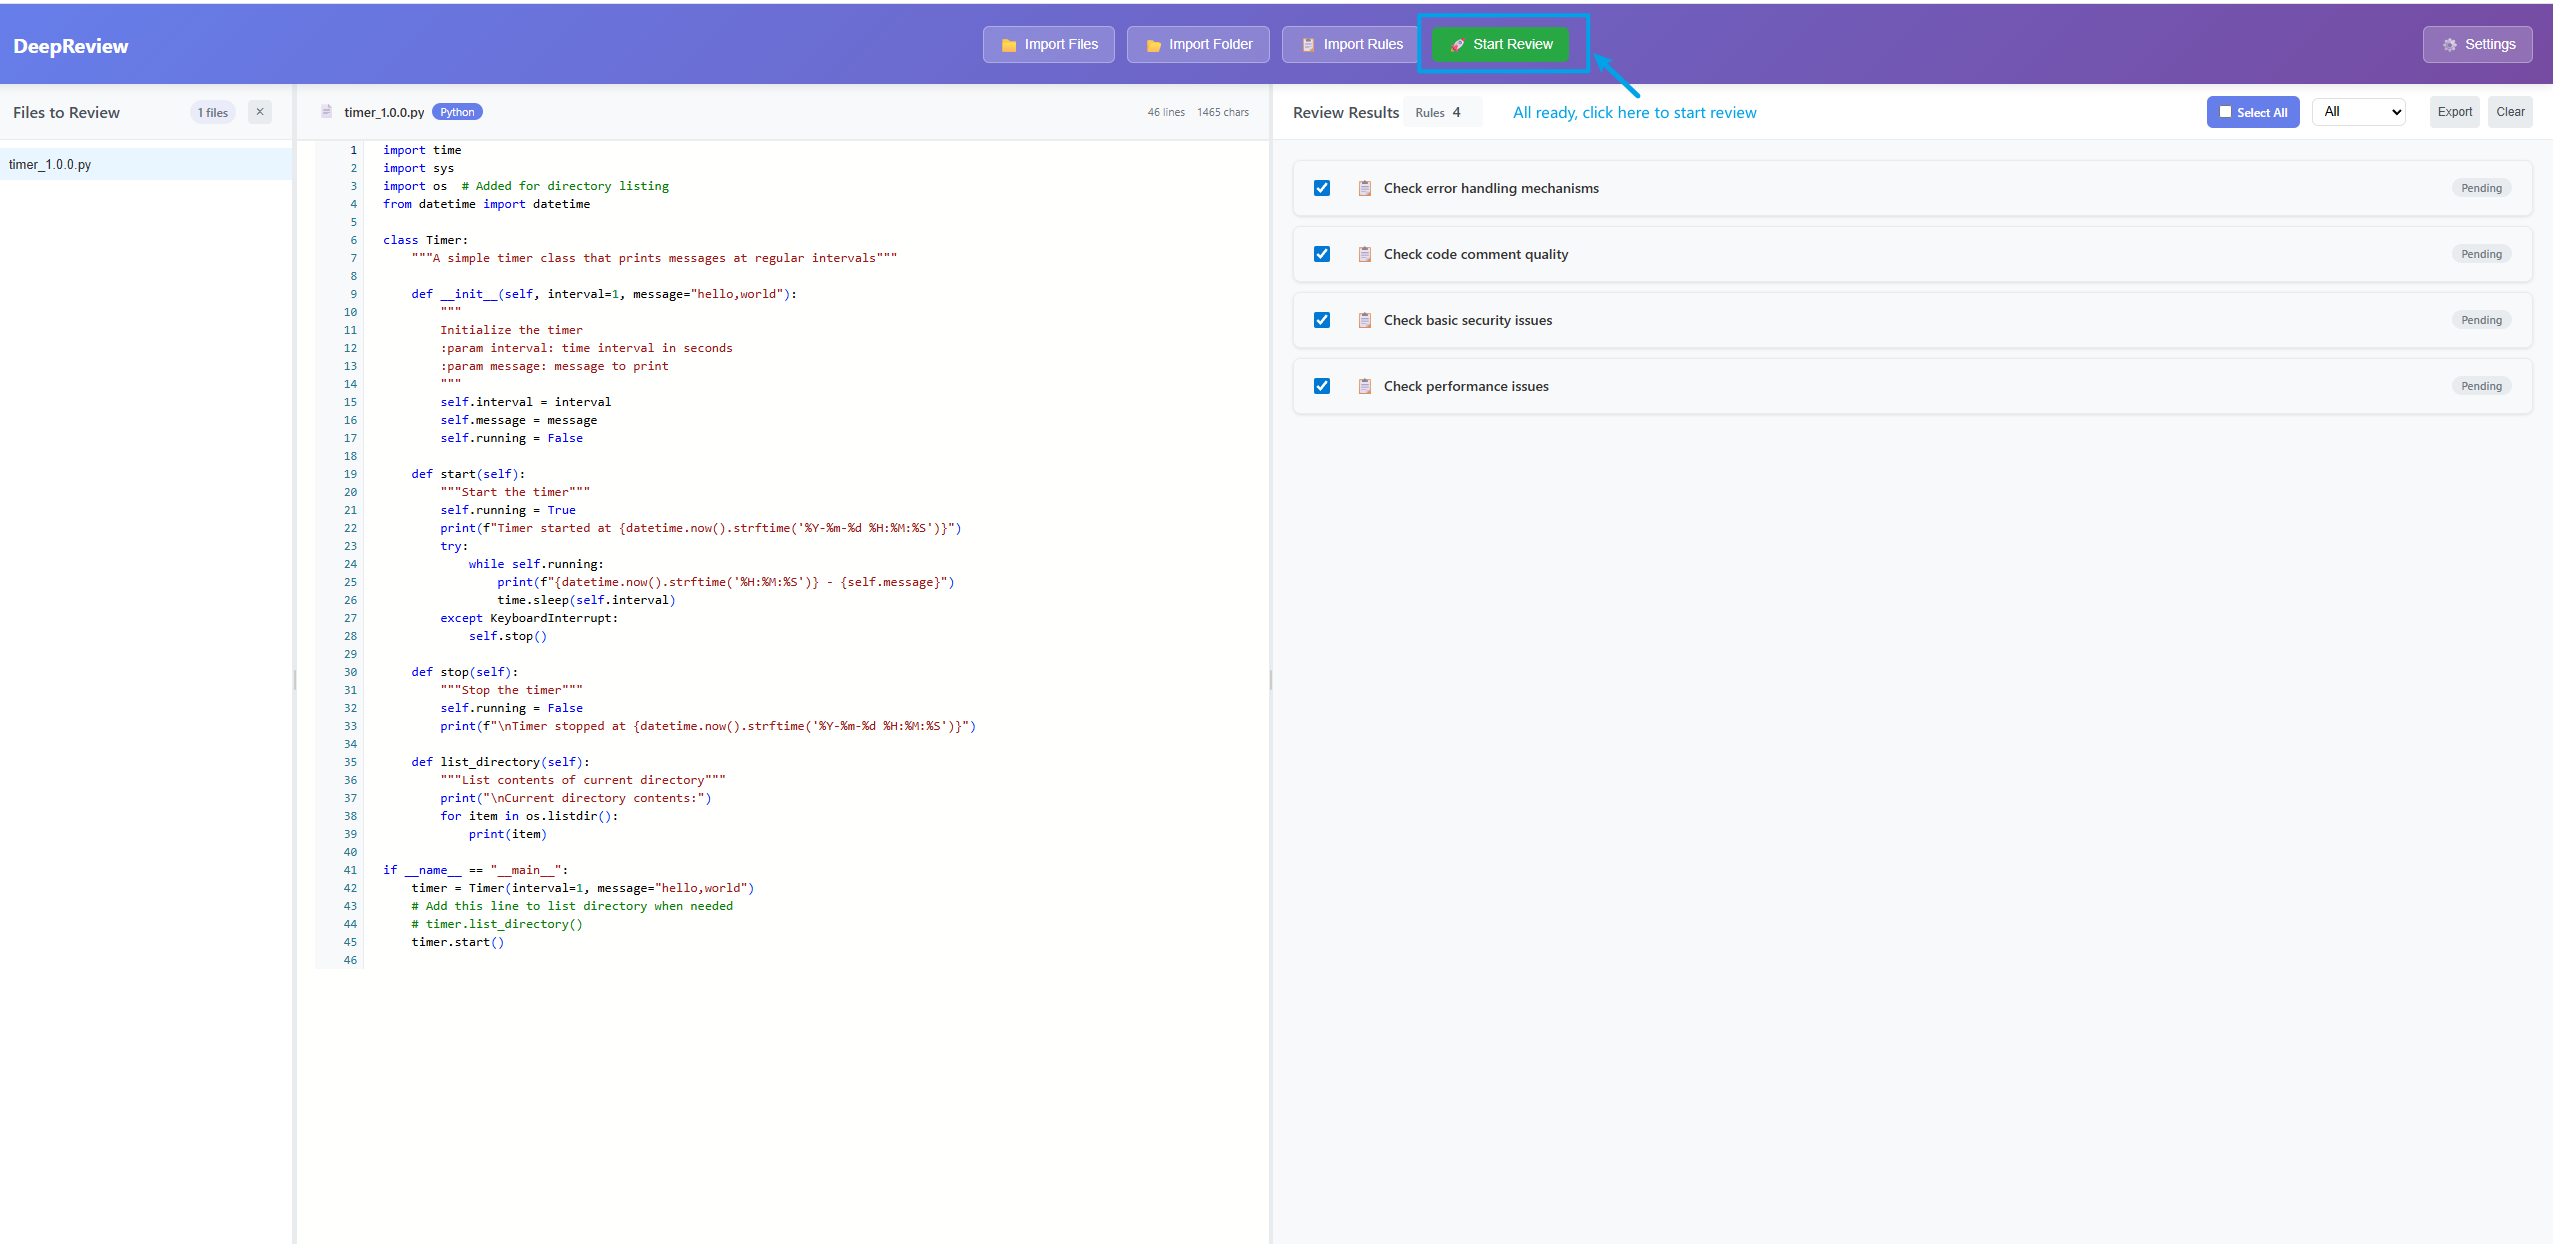 DeepReview
Import Files
Import Folder
Import Rules
Start Review
Settings
Files to Review
1 files
×
timer_1.0.0.py
timer_1.0.0.py
Python
46 lines
1465 chars
1 import time
2 import sys
3 import os  # Added for directory listing
4 from datetime import datetime
5
6 class Timer:
7     """A simple timer class that prints messages at regular intervals"""
8
9     def __init__(self, interval=1, message="hello,world"):
10         """
11         Initialize the timer
12         :param interval: time interval in seconds
13         :param message: message to print
14         """
15         self.interval = interval
16         self.message = message
17         self.running = False
18
19     def start(self):
20         """Start the timer"""
21         self.running = True
22         print(f"Timer started at {datetime.now().strftime('%Y-%m-%d %H:%M:%S')}")
23         try:
24             while self.running:
25                 print(f"{datetime.now().strftime('%H:%M:%S')} - {self.message}")
26                 time.sleep(self.interval)
27         except KeyboardInterrupt:
28             self.stop()
29
30     def stop(self):
31         """Stop the timer"""
32         self.running = False
33         print(f"\nTimer stopped at {datetime.now().strftime('%Y-%m-%d %H:%M:%S')}")
34
35     def list_directory(self):
36         """List contents of current directory"""
37         print("\nCurrent directory contents:")
38         for item in os.listdir():
39             print(item)
40
41 if __name__ == "__main__":
42     timer = Timer(interval=1, message="hello,world")
43     # Add this line to list directory when needed
44     # timer.list_directory()
45     timer.start()
46
Review Results
Rules 4
All ready, click here to start review
Select All
All
Export
Clear
Check error handling mechanisms
Pending
Check code comment quality
Pending
Check basic security issues
Pending
Check performance issues
Pending